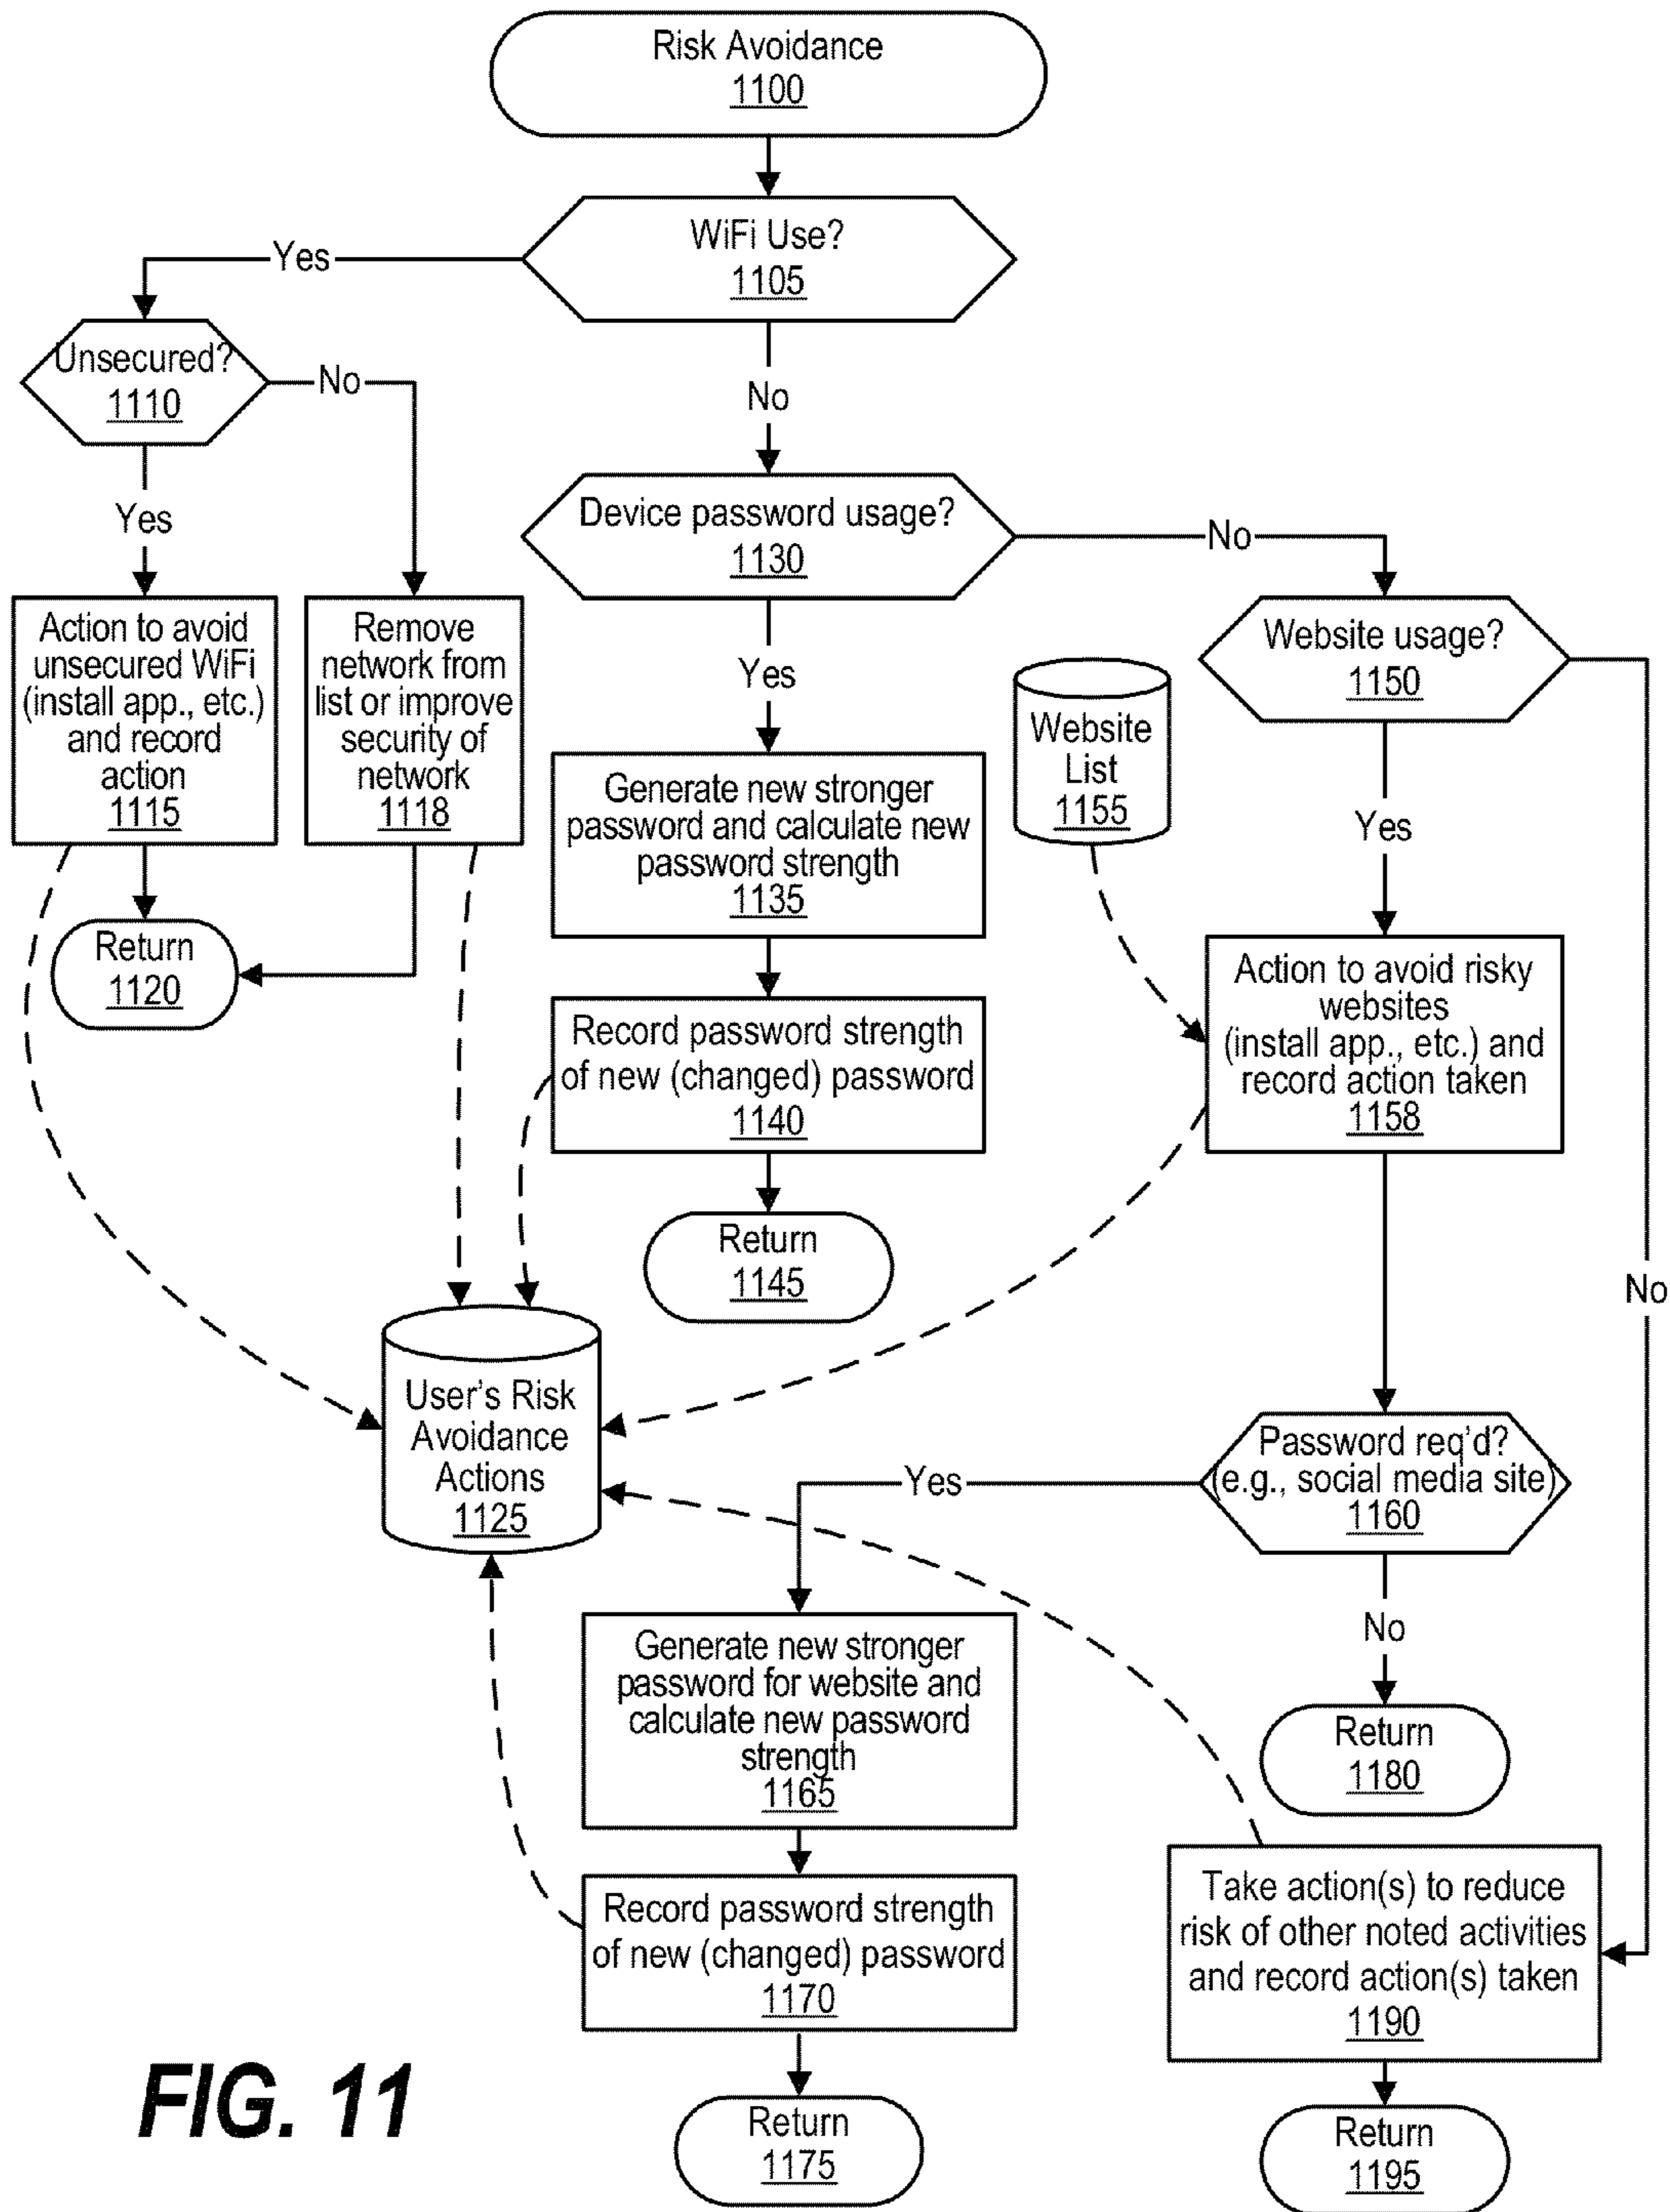 Risk Avoidance
1100
WiFi Use?
1105
Yes
No
Unsecured?
1110
No
Yes
Action to avoid
unsecured WiFi
(install app., etc.)
and record
action
1115
Remove
network from
list or improve
security of
network
1118
Return
1120
Device password usage?
1130
No
Yes
Generate new stronger
password and calculate new
password strength
1135
Record password strength
of new (changed) password
1140
Return
1145
Website usage?
1150
Website
List
1155
Yes
No
Action to avoid risky
websites
(install app., etc.) and
record action taken
1158
User's Risk
Avoidance
Actions
1125
Password req'd?
(e.g., social media site)
1160
Yes
No
Generate new stronger
password for website and
calculate new password
strength
1165
Record password strength
of new (changed) password
1170
Return
1175
Return
1180
Take action(s) to reduce
risk of other noted activities
and record action(s) taken
1190
Return
1195
FIG. 11